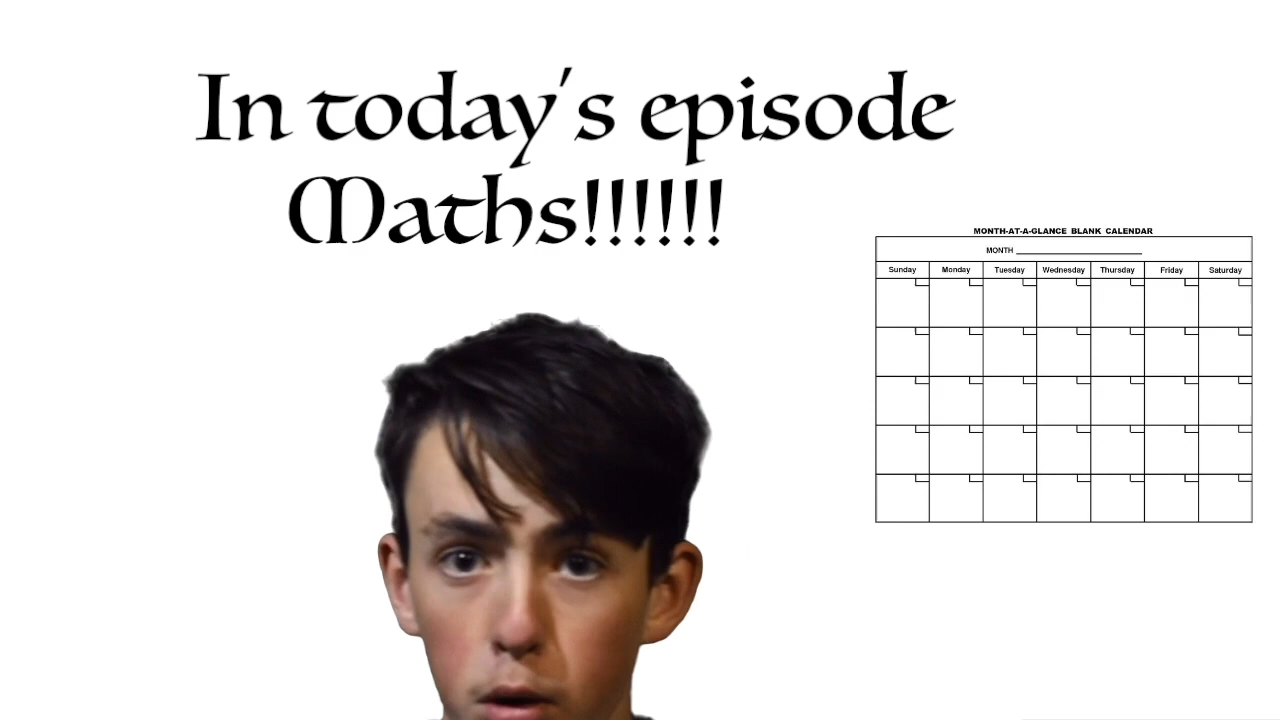 In today's episode
Maths!!!!!!
MONTH-AT-A-GLANCE BLANK CALENDAR
MONTH
Sunday Monday Tuesday Wednesday Thursday Friday Saturday